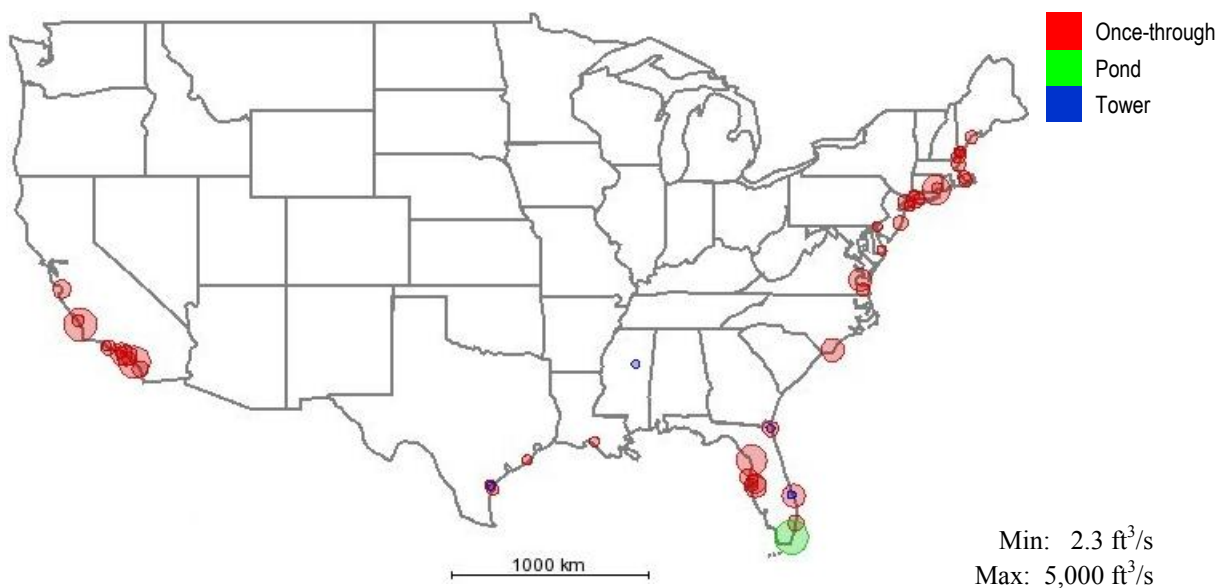 Once-through
Pond
Tower
1000 km
Min: 2.3 ft³/s
Max: 5,000 ft³/s